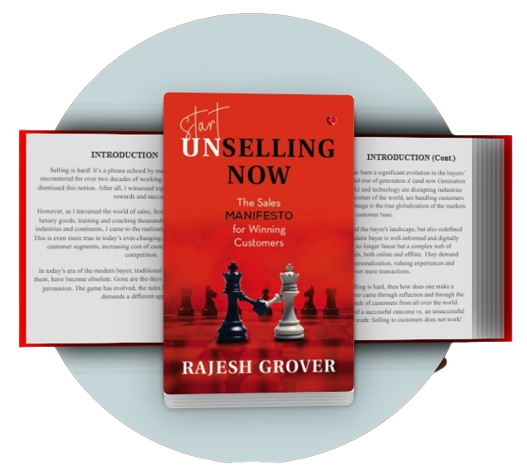 INTRODUCTION
Selling is hard! It's a phrase echoed by
encountered for over two decades of working
dismissed this notion. After all, I witnessed
rewards and
However, as I traversed the world of sales, from
luxury goods, training and coaching thousands
industries and continents, I came to the
This is even more true in today's ever-changing
customer segments, increasing cost of
competition.
In today's era of the modern buyer, traditional
them, have become obsolete. Gone are the days
persuasion. The game has evolved, the rules
demands a different
Start
UNSELLING
NOW
The Sales
MANIFESTO
for Winning
Customers
RAJESH GROVER
INTRODUCTION (Cont.)
been a significant evolution in the buyers'
rise of generation Z (and now Generation
and technology are disrupting industries
of the world, are handling customers
is the true globalization of the markets
customer base.
the buyer's landscape, but also redefined
buyer is well-informed and digitally
no longer linear but a complex web of
both online and offline. They demand
valuing experiences and
over mere transactions.
is hard, then how does one make a
came through reflection and through the
of customers from all over the world.
of a successful outcome vs. an unsuccessful
truth: Selling to customers does not work!